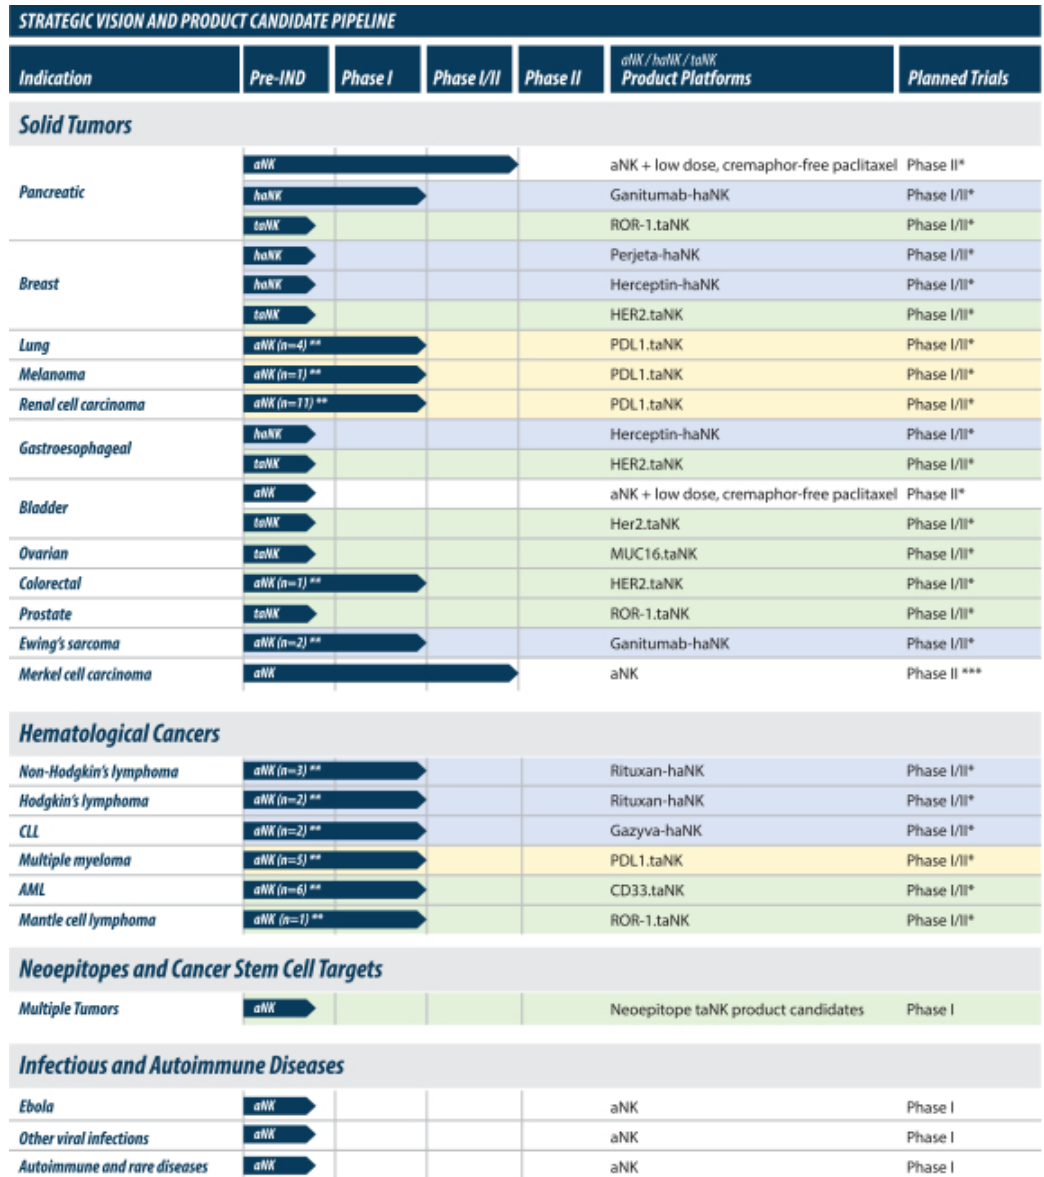 STRATEGIC VISION AND PRODUCT CANDIDATE PIPELINE
aNK / haNK / taNK
Indication Pre-IND Phase I Phase I/II Phase II Product Platforms Planned Trials
Solid Tumors
Pancreatic
aNK aNK + low dose, cremaphor-free paclitaxel Phase II*
haNK Ganitumab-haNK Phase I/II*
taNK ROR-1.taNK Phase I/II*
Breast
haNK Perjeta-haNK Phase I/II*
haNK Herceptin-haNK Phase I/II*
taNK HER2.taNK Phase I/II*
Lung aNK (n=4) ** PDL1.taNK Phase I/II*
Melanoma aNK (n=1) ** PDL1.taNK Phase I/II*
Renal cell carcinoma aNK (n=11) ** PDL1.taNK Phase I/II*
Gastroesophageal
haNK Herceptin-haNK Phase I/II*
taNK HER2.taNK Phase I/II*
Bladder
aNK aNK + low dose, cremaphor-free paclitaxel Phase II*
taNK Her2.taNK Phase I/II*
Ovarian taNK MUC16.taNK Phase I/II*
Colorectal aNK (n=1) ** HER2.taNK Phase I/II*
Prostate taNK ROR-1.taNK Phase I/II*
Ewing's sarcoma aNK (n=2) ** Ganitumab-haNK Phase I/II*
Merkel cell carcinoma aNK aNK Phase II ***
Hematological Cancers
Non-Hodgkin's lymphoma aNK (n=3) ** Rituxan-haNK Phase I/II*
Hodgkin's lymphoma aNK (n=2) ** Rituxan-haNK Phase I/II*
CLL aNK (n=2) ** Gazyva-haNK Phase I/II*
Multiple myeloma aNK (n=5) ** PDL1.taNK Phase I/II*
AML aNK (n=6) ** CD33.taNK Phase I/II*
Mantle cell lymphoma aNK (n=1) ** ROR-1.taNK Phase I/II*
Neoepitopes and Cancer Stem Cell Targets
Multiple Tumors aNK Neoepitope taNK product candidates Phase I
Infectious and Autoimmune Diseases
Ebola aNK aNK Phase I
Other viral infections aNK aNK Phase I
Autoimmune and rare diseases aNK aNK Phase I